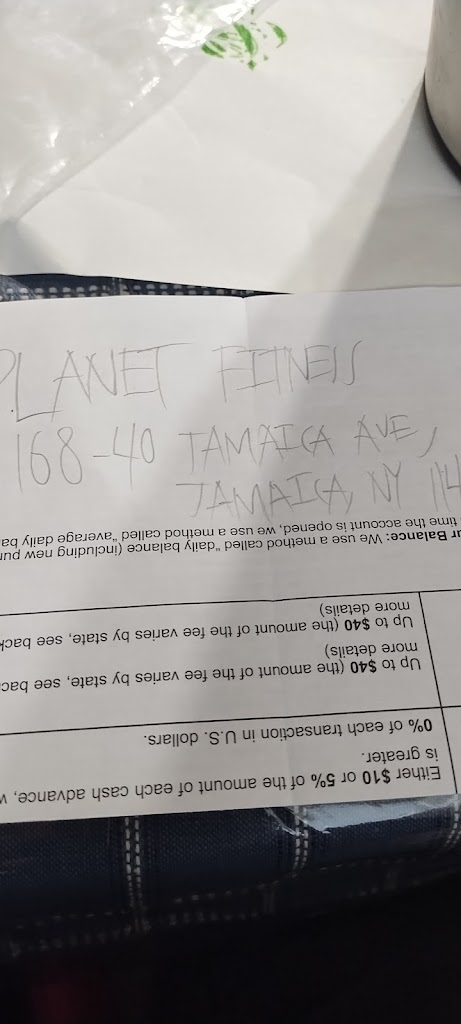 PLANET FITNESS
168-40 JAMAICA AVE,
JAMAICA, NY 114
Either $10 or 5% of the amount of each cash advance, w
is greater.
0% of each transaction in U.S. dollars.
Up to $40 (the amount of the fee varies by state, see bac
more details)
Up to $40 (the amount of the fee varies by state, see back
more details)
ur Balance: We use a method called "daily balance (including new pur
time the account is opened, we use a method called "average daily ba